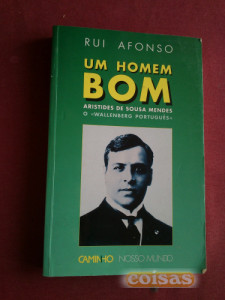 RUI AFONSO
UM HOMEM
BOM
ARISTIDES DE SOUSA MENDES
O «WALLENBERG PORTUGUÊS»
CAMINHO NOSSO MUNDO
coisas